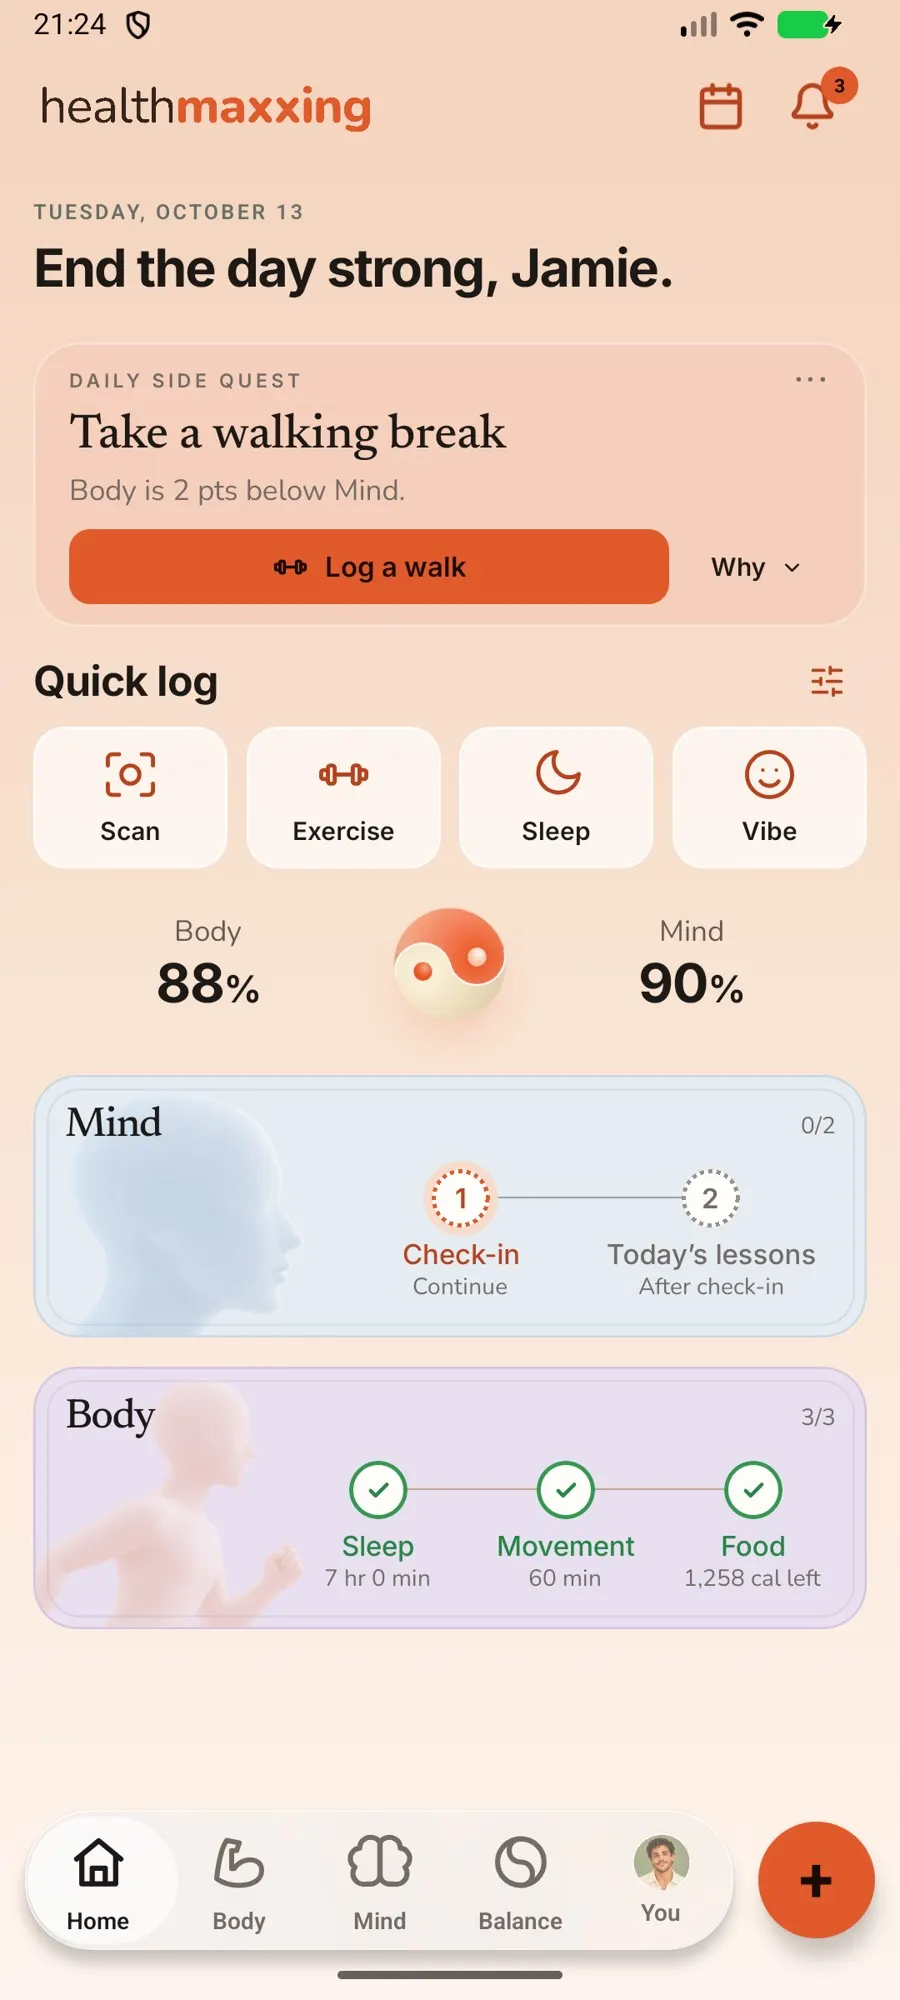 21:24
healthmaxxing
3
TUESDAY, OCTOBER 13
End the day strong, Jamie.
DAILY SIDE QUEST
Take a walking break
Body is 2 pts below Mind.
Log a walk
Why
Quick log
Scan
Exercise
Sleep
Vibe
Body
88%
Mind
90%
Mind
0/2
1
2
Check-in
Today's lessons
Continue
After check-in
Body
3/3
Sleep
Movement
Food
7 hr 0 min
60 min
1,258 cal left
Home
Body
Mind
Balance
You
+